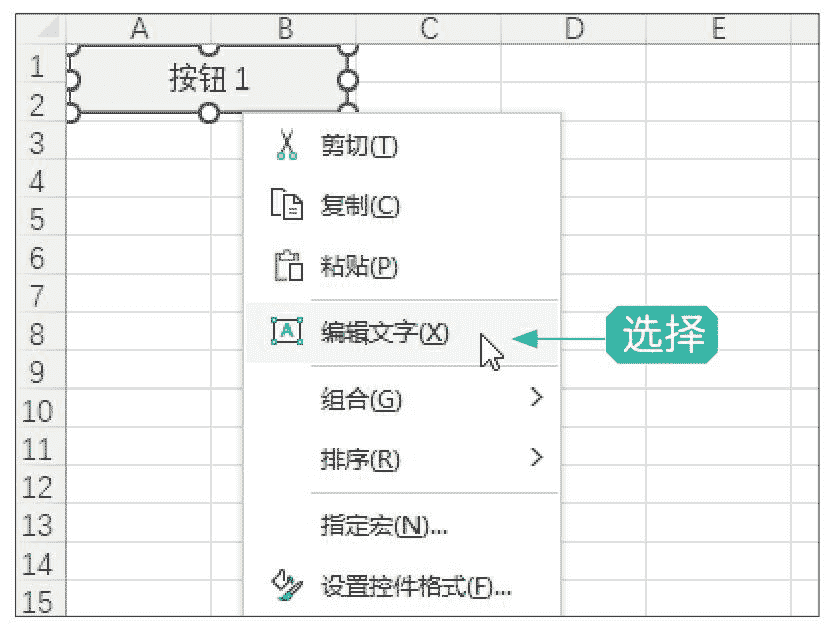 A B C D E
1
按钮 1
2
3
剪切(T)
4
复制(C)
5
6
粘贴(P)
7
8
编辑文字(X)
选择
9
组合(G)
10
11
排序(R)
12
13
指定宏(N)...
14
设置控件格式(F)...
15